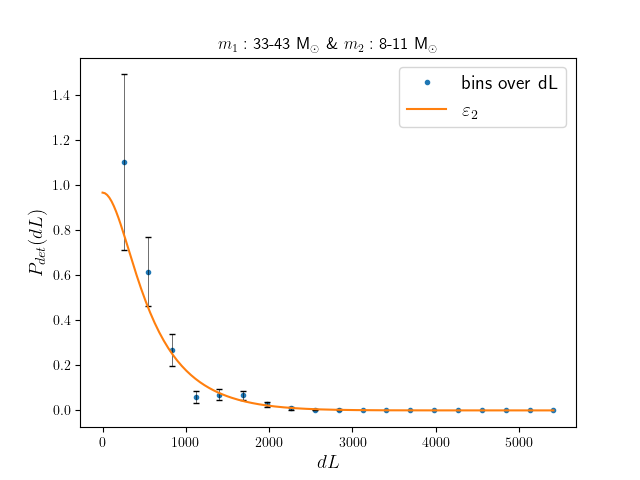 m₁ : 33-43 M⊙ & m₂ : 8-11 M⊙
bins over dL
ε₂
P_det(dL)
1.4
1.2
1.0
0.8
0.6
0.4
0.2
0.0
0 1000 2000 3000 4000 5000
dL